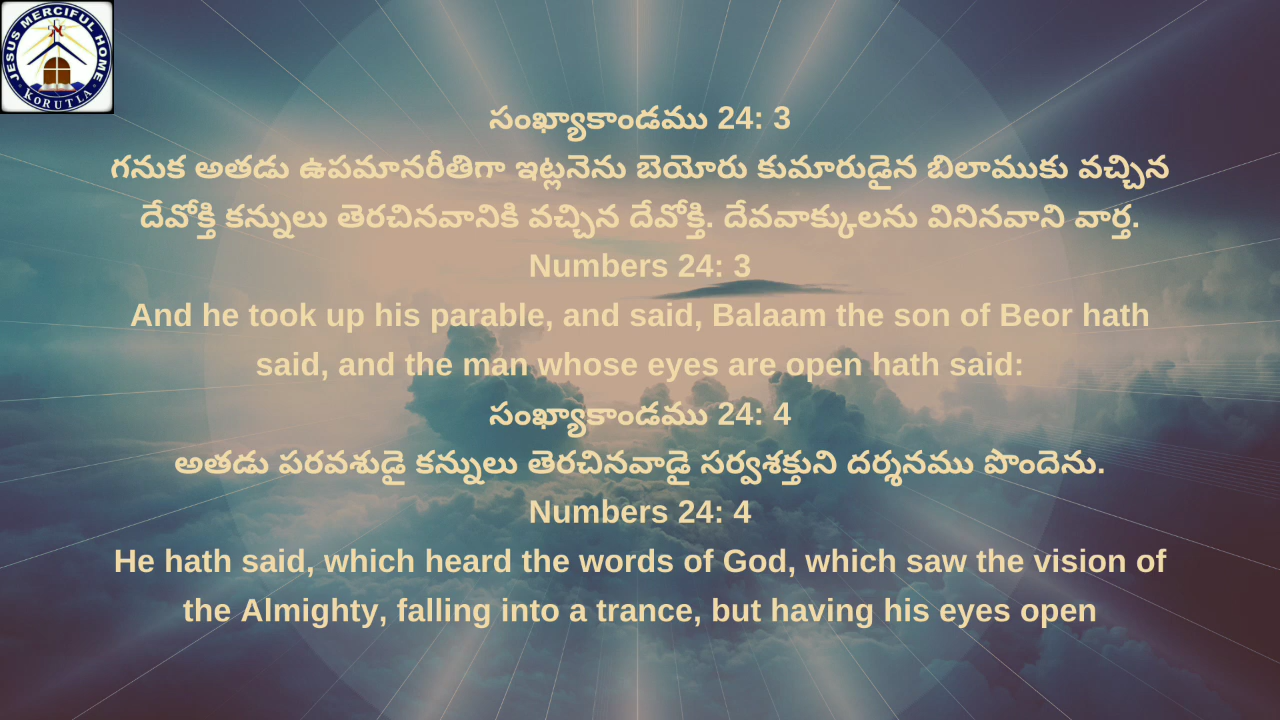 JESUS MERCIFUL HOME
KORUTLA
సంఖ్యాకాండము 24: 3
గనుక అతడు ఉపమానరీతిగా ఇట్లనెను బెయోరు కుమారుడైన బిలాముకు వచ్చిన
దేవోక్తి కన్నులు తెరచినవానికి వచ్చిన దేవోక్తి. దేవవాక్కులను వినినవాని వార్త.
Numbers 24: 3
And he took up his parable, and said, Balaam the son of Beor hath
said, and the man whose eyes are open hath said:
సంఖ్యాకాండము 24: 4
అతడు పరవశుడై కన్నులు తెరచినవాడై సర్వశక్తుని దర్శనము పొందెను.
Numbers 24: 4
He hath said, which heard the words of God, which saw the vision of
the Almighty, falling into a trance, but having his eyes open